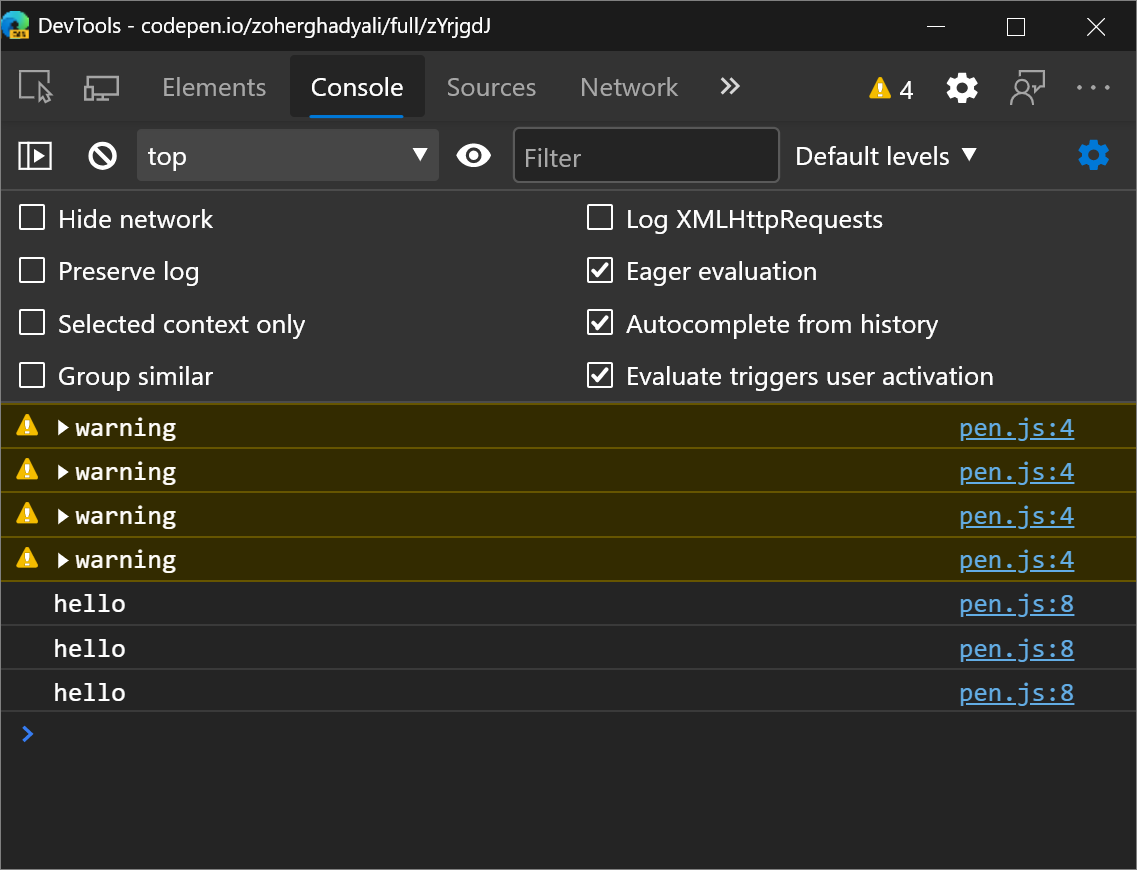 DevTools - codepen.io/zoherghadyali/full/zYrjgdJ
Elements Console Sources Network 4
top Filter Default levels
Hide network Log XMLHttpRequests
Preserve log Eager evaluation
Selected context only Autocomplete from history
Group similar Evaluate triggers user activation
warning pen.js:4
warning pen.js:4
warning pen.js:4
warning pen.js:4
hello pen.js:8
hello pen.js:8
hello pen.js:8